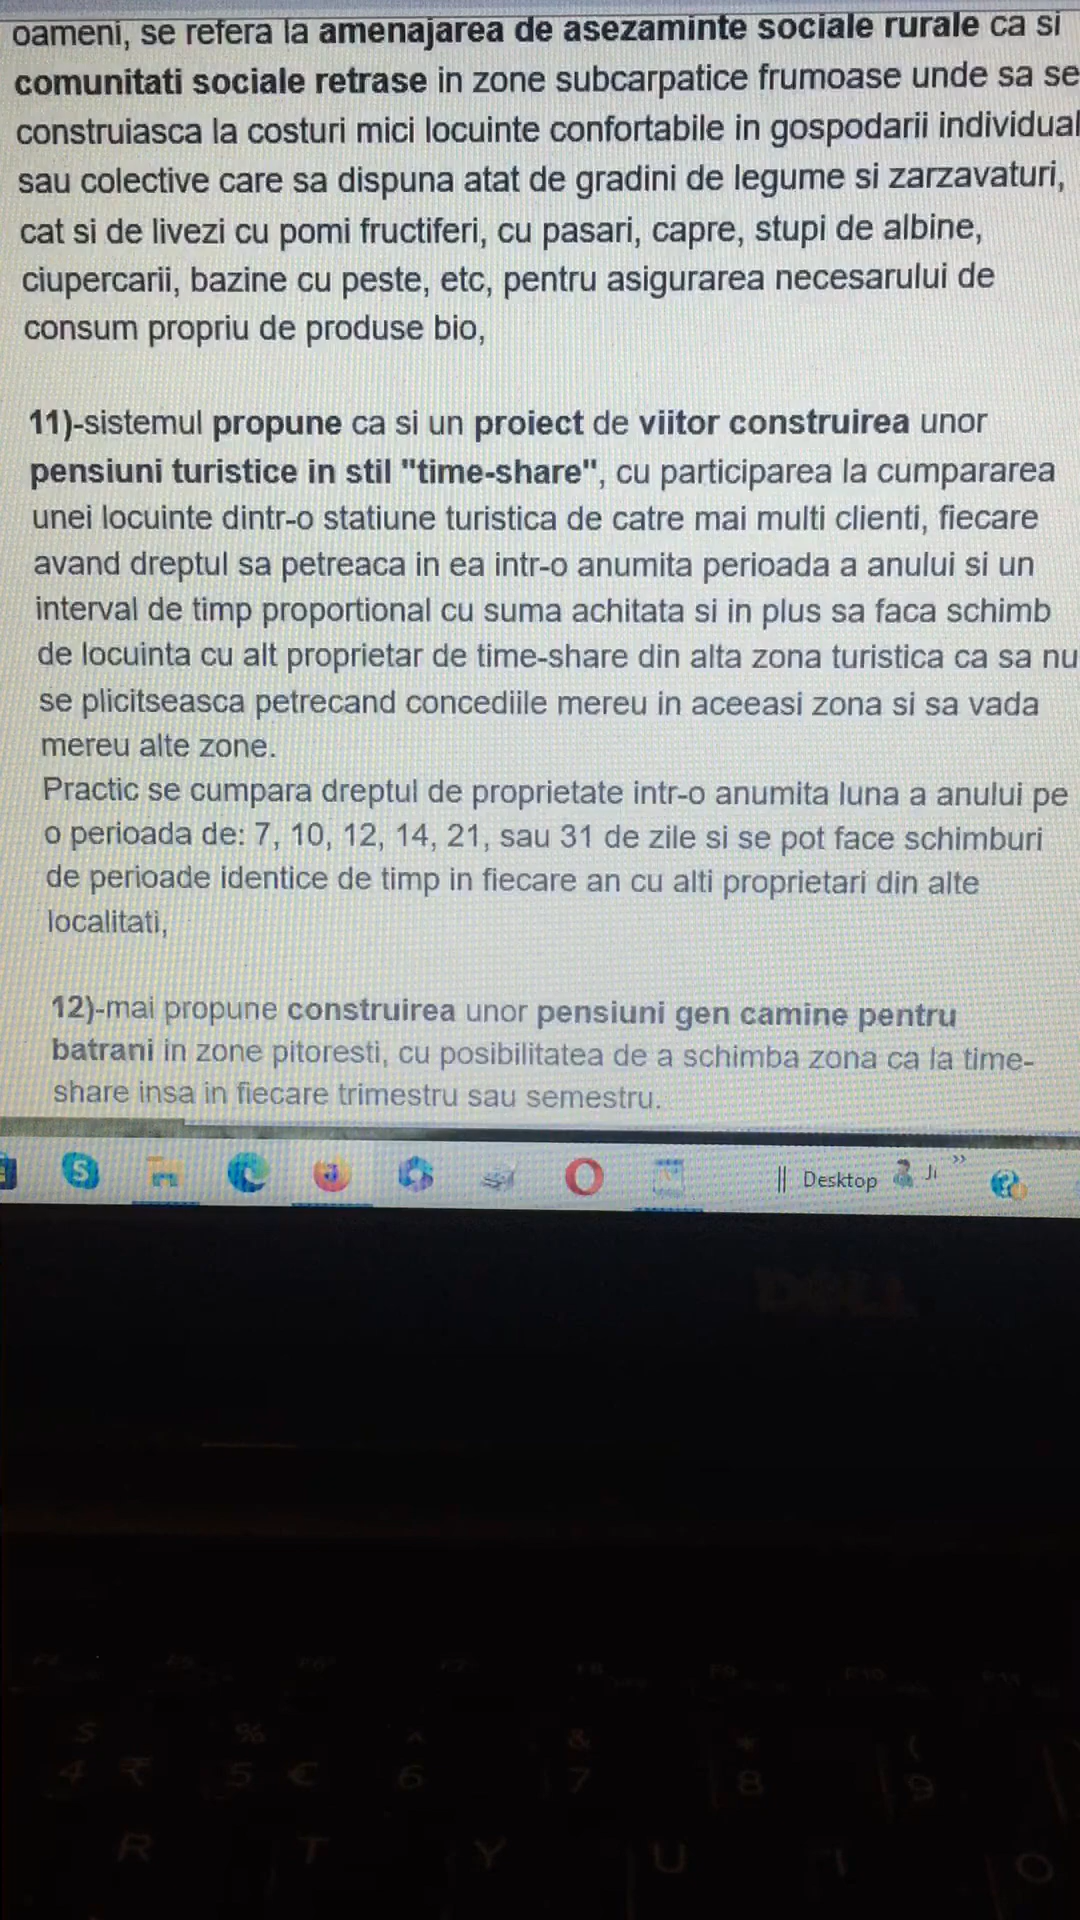 oameni, se refera la amenajarea de asezaminte sociale rurale ca si
comunitati sociale retrase in zone subcarpatice frumoase unde sa se
construiasca la costuri mici locuinte confortabile in gospodarii individual
sau colective care sa dispuna atat de gradini de legume si zarzavaturi,
cat si de livezi cu pomi fructiferi, cu pasari, capre, stupi de albine,
ciupercarii, bazine cu peste, etc, pentru asigurarea necesarului de
consum propriu de produse bio,
11)-sistemul propune ca si un proiect de viitor construirea unor
pensiuni turistice in stil "time-share", cu participarea la cumpararea
unei locuinte dintr-o statiune turistica de catre mai multi clienti, fiecare
avand dreptul sa petreaca in ea intr-o anumita perioada a anului si un
interval de timp proportional cu suma achitata si in plus sa faca schimb
de locuinta cu alt proprietar de time-share din alta zona turistica ca sa nu
se plicitseasca petrecand concediile mereu in aceeasi zona si sa vada
mereu alte zone.
Practic se cumpara dreptul de proprietate intr-o anumita luna a anului pe
o perioada de: 7, 10, 12, 14, 21, sau 31 de zile si se pot face schimburi
de perioade identice de timp in fiecare an cu alti proprietari din alte
localitati,
12)-mai propune construirea unor pensiuni gen camine pentru
batrani in zone pitoresti, cu posibilitatea de a schimba zona ca la time-
share insa in fiecare trimestru sau semestru.
Desktop
DELL
$ % ^ & * (
4 ₹ 5 € 6 7 8 9
R T Y U I O